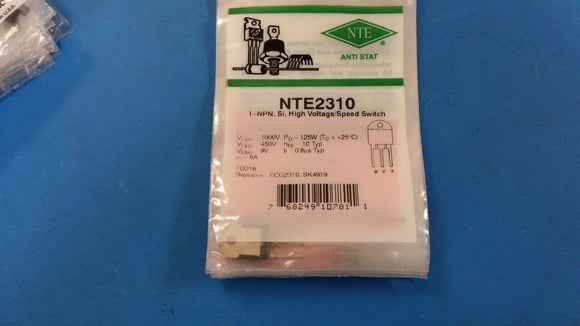 NTE
®
ANTI STAT
NTE2310
T-NPN, Si, High Voltage/Speed Switch
VCBO 1000V PD - 125W (TC = +25°C)
VCEO 450V hFE 10 Typ
VEBO 9V tf 0.8µs Typ
IC - 8A
TO218
Replaces ECG2310, SK4919
B C E
7 68249 10781 1
U.S.A.